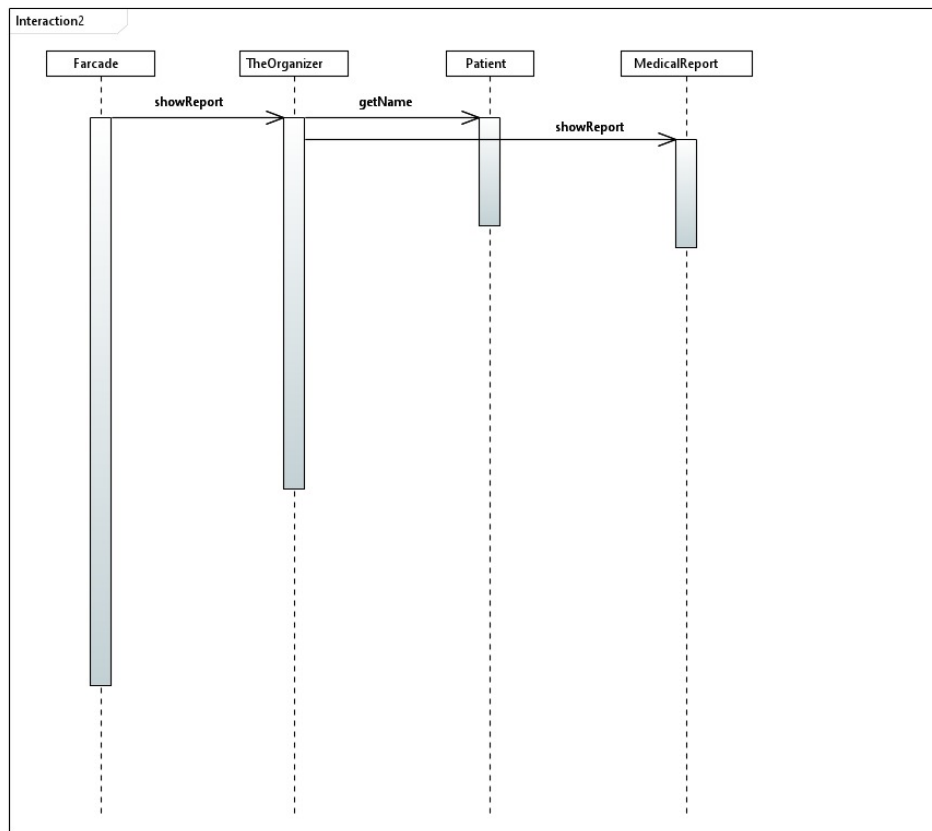 Interaction2
Farcade
TheOrganizer
Patient
MedicalReport
showReport
getName
showReport